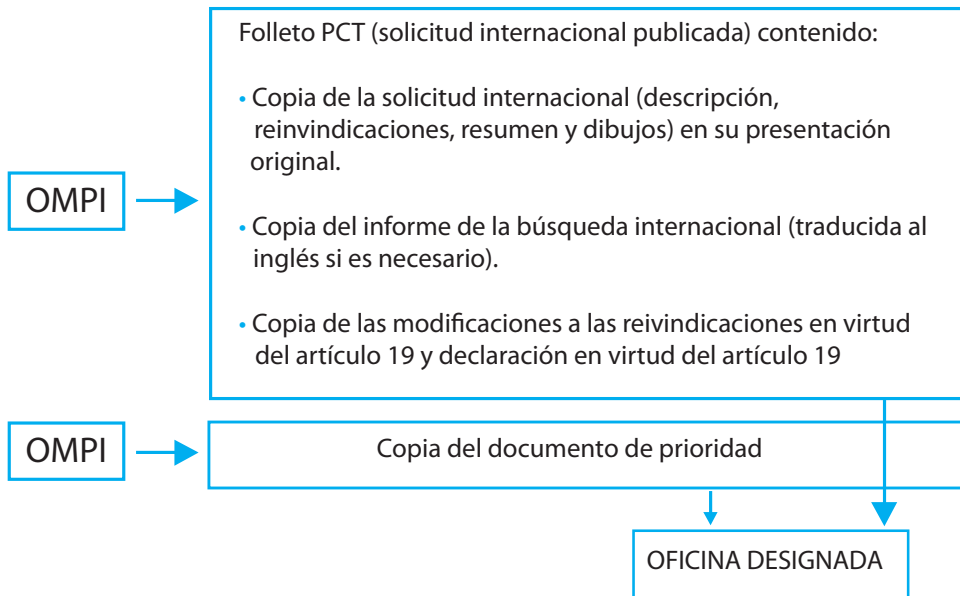 Folleto PCT (solicitud internacional publicada) contenido:
• Copia de la solicitud internacional (descripción,
reinvindicaciones, resumen y dibujos) en su presentación
original.
OMPI
• Copia del informe de la búsqueda internacional (traducida al
inglés si es necesario).
• Copia de las modificaciones a las reivindicaciones en virtud
del artículo 19 y declaración en virtud del artículo 19
OMPI
Copia del documento de prioridad
OFICINA DESIGNADA